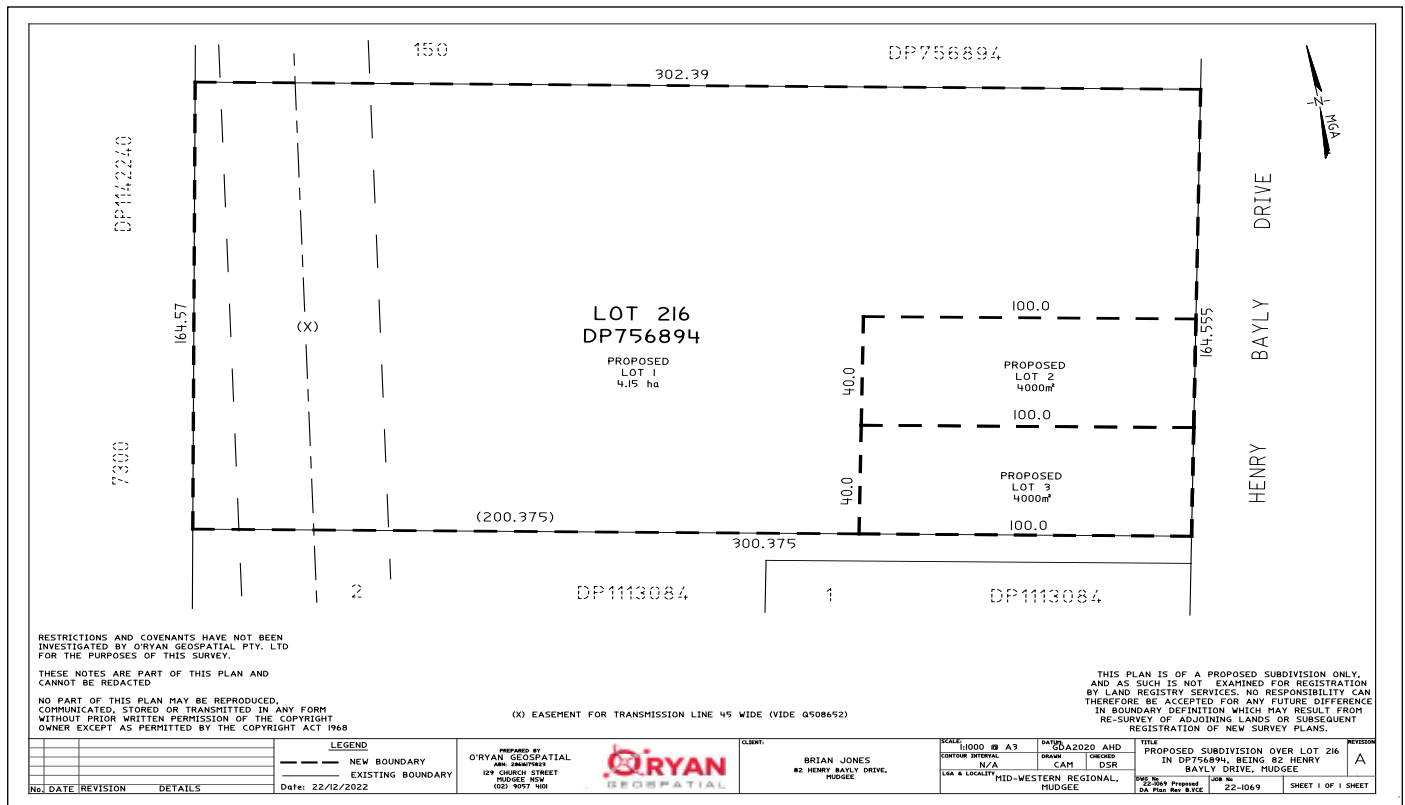 150
DP756894
302.39
MGA
N
DP1142240
DRIVE
164.57
(X)
LOT 216
DP756894
PROPOSED
LOT 1
4.15 ha
100.0
BAYLY
164.555
40.0
PROPOSED
LOT 2
4000m²
100.0
7300
HENRY
40.0
PROPOSED
LOT 3
4000m²
(200.375)
100.0
300.375
2
DP1113084
1
DP1113084
RESTRICTIONS AND COVENANTS HAVE NOT BEEN
INVESTIGATED BY O'RYAN GEOSPATIAL PTY. LTD
FOR THE PURPOSES OF THIS SURVEY.
THESE NOTES ARE PART OF THIS PLAN AND
CANNOT BE REDACTED
NO PART OF THIS PLAN MAY BE REPRODUCED,
COMMUNICATED, STORED OR TRANSMITTED IN ANY FORM
WITHOUT PRIOR WRITTEN PERMISSION OF THE COPYRIGHT
OWNER EXCEPT AS PERMITTED BY THE COPYRIGHT ACT 1968
(X) EASEMENT FOR TRANSMISSION LINE 45 WIDE (VIDE Q508652)
THIS PLAN IS OF A PROPOSED SUBDIVISION ONLY,
AND AS SUCH IS NOT EXAMINED FOR REGISTRATION
BY LAND REGISTRY SERVICES. NO RESPONSIBILITY CAN
THEREFORE BE ACCEPTED FOR ANY FUTURE DIFFERENCE
IN BOUNDARY DEFINITION WHICH MAY RESULT FROM
RE-SURVEY OF ADJOINING LANDS OR SUBSEQUENT
REGISTRATION OF NEW SURVEY PLANS.
No. DATE REVISION DETAILS
LEGEND
NEW BOUNDARY
EXISTING BOUNDARY
Date: 22/12/2022
PREPARED BY
O'RYAN GEOSPATIAL
ABN:
129 CHURCH STREET
MUDGEE NSW
(02) 9057 4101
ORYAN
GEOSPATIAL
CLIENT:
BRIAN JONES
82 HENRY BAYLY DRIVE,
MUDGEE
SCALE: 1:1000 @ A3
DATUM: GDA2020 AHD
CONTOUR INTERVAL
N/A
DRAWN
CAM
CHECKED
DSR
LGA & LOCALITY MID-WESTERN REGIONAL,
MUDGEE
TITLE
PROPOSED SUBDIVISION OVER LOT 216
IN DP756894, BEING 82 HENRY
BAYLY DRIVE, MUDGEE
REVISION
A
DWG No
22-1069 Proposed
DA Plan Rev B.VCE
JOB No
22-1069
SHEET 1 OF 1 SHEET